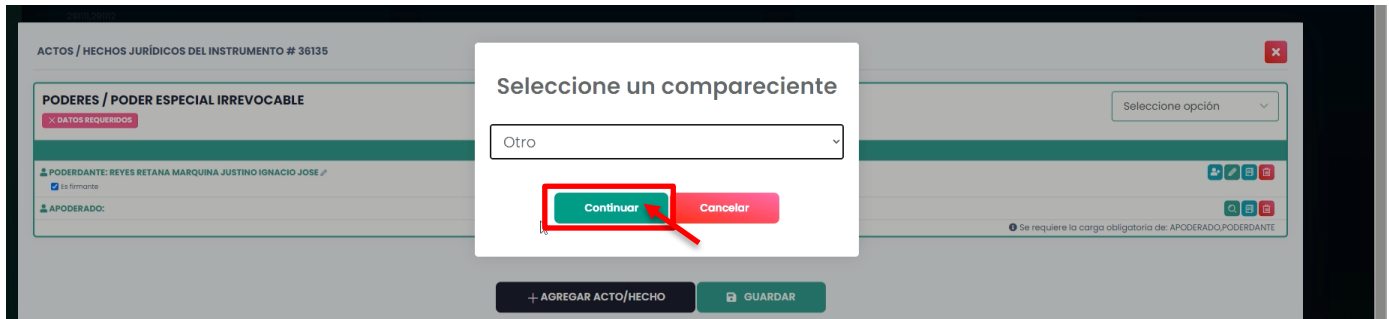 ACTOS / HECHOS JURÍDICOS DEL INSTRUMENTO # 36135
Seleccione un compareciente
Otro
Continuar
Cancelar
PODERES / PODER ESPECIAL IRREVOCABLE
DATOS REQUERIDOS
Seleccione opción
PODERDANTE: REYES RETANA MARQUINA JUSTINO IGNACIO JOSE
Es firmante
APODERADO:
Se requiere la carga obligatoria de: APODERADO,PODERDANTE
AGREGAR ACTO/HECHO
GUARDAR